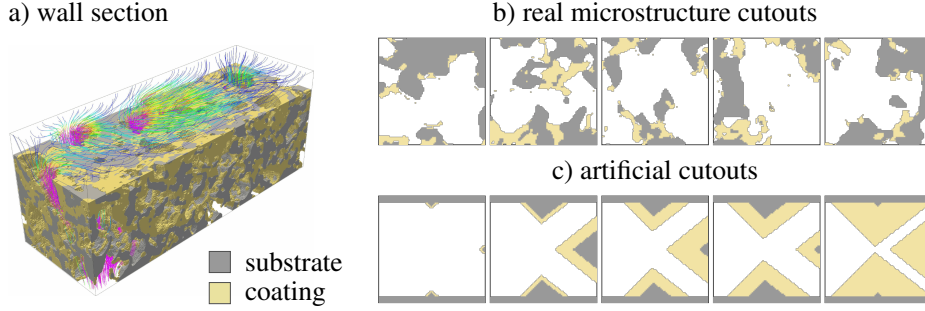 a) wall section
b) real microstructure cutouts
c) artificial cutouts
substrate
coating